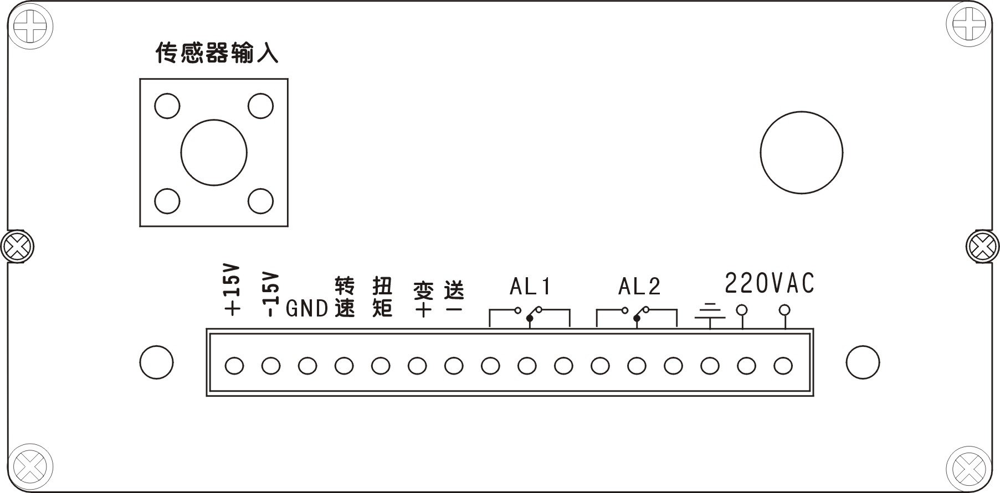 传感器输入
+15V
-15V
GND
转速
扭矩
变送
+ −
AL1
AL2
220VAC